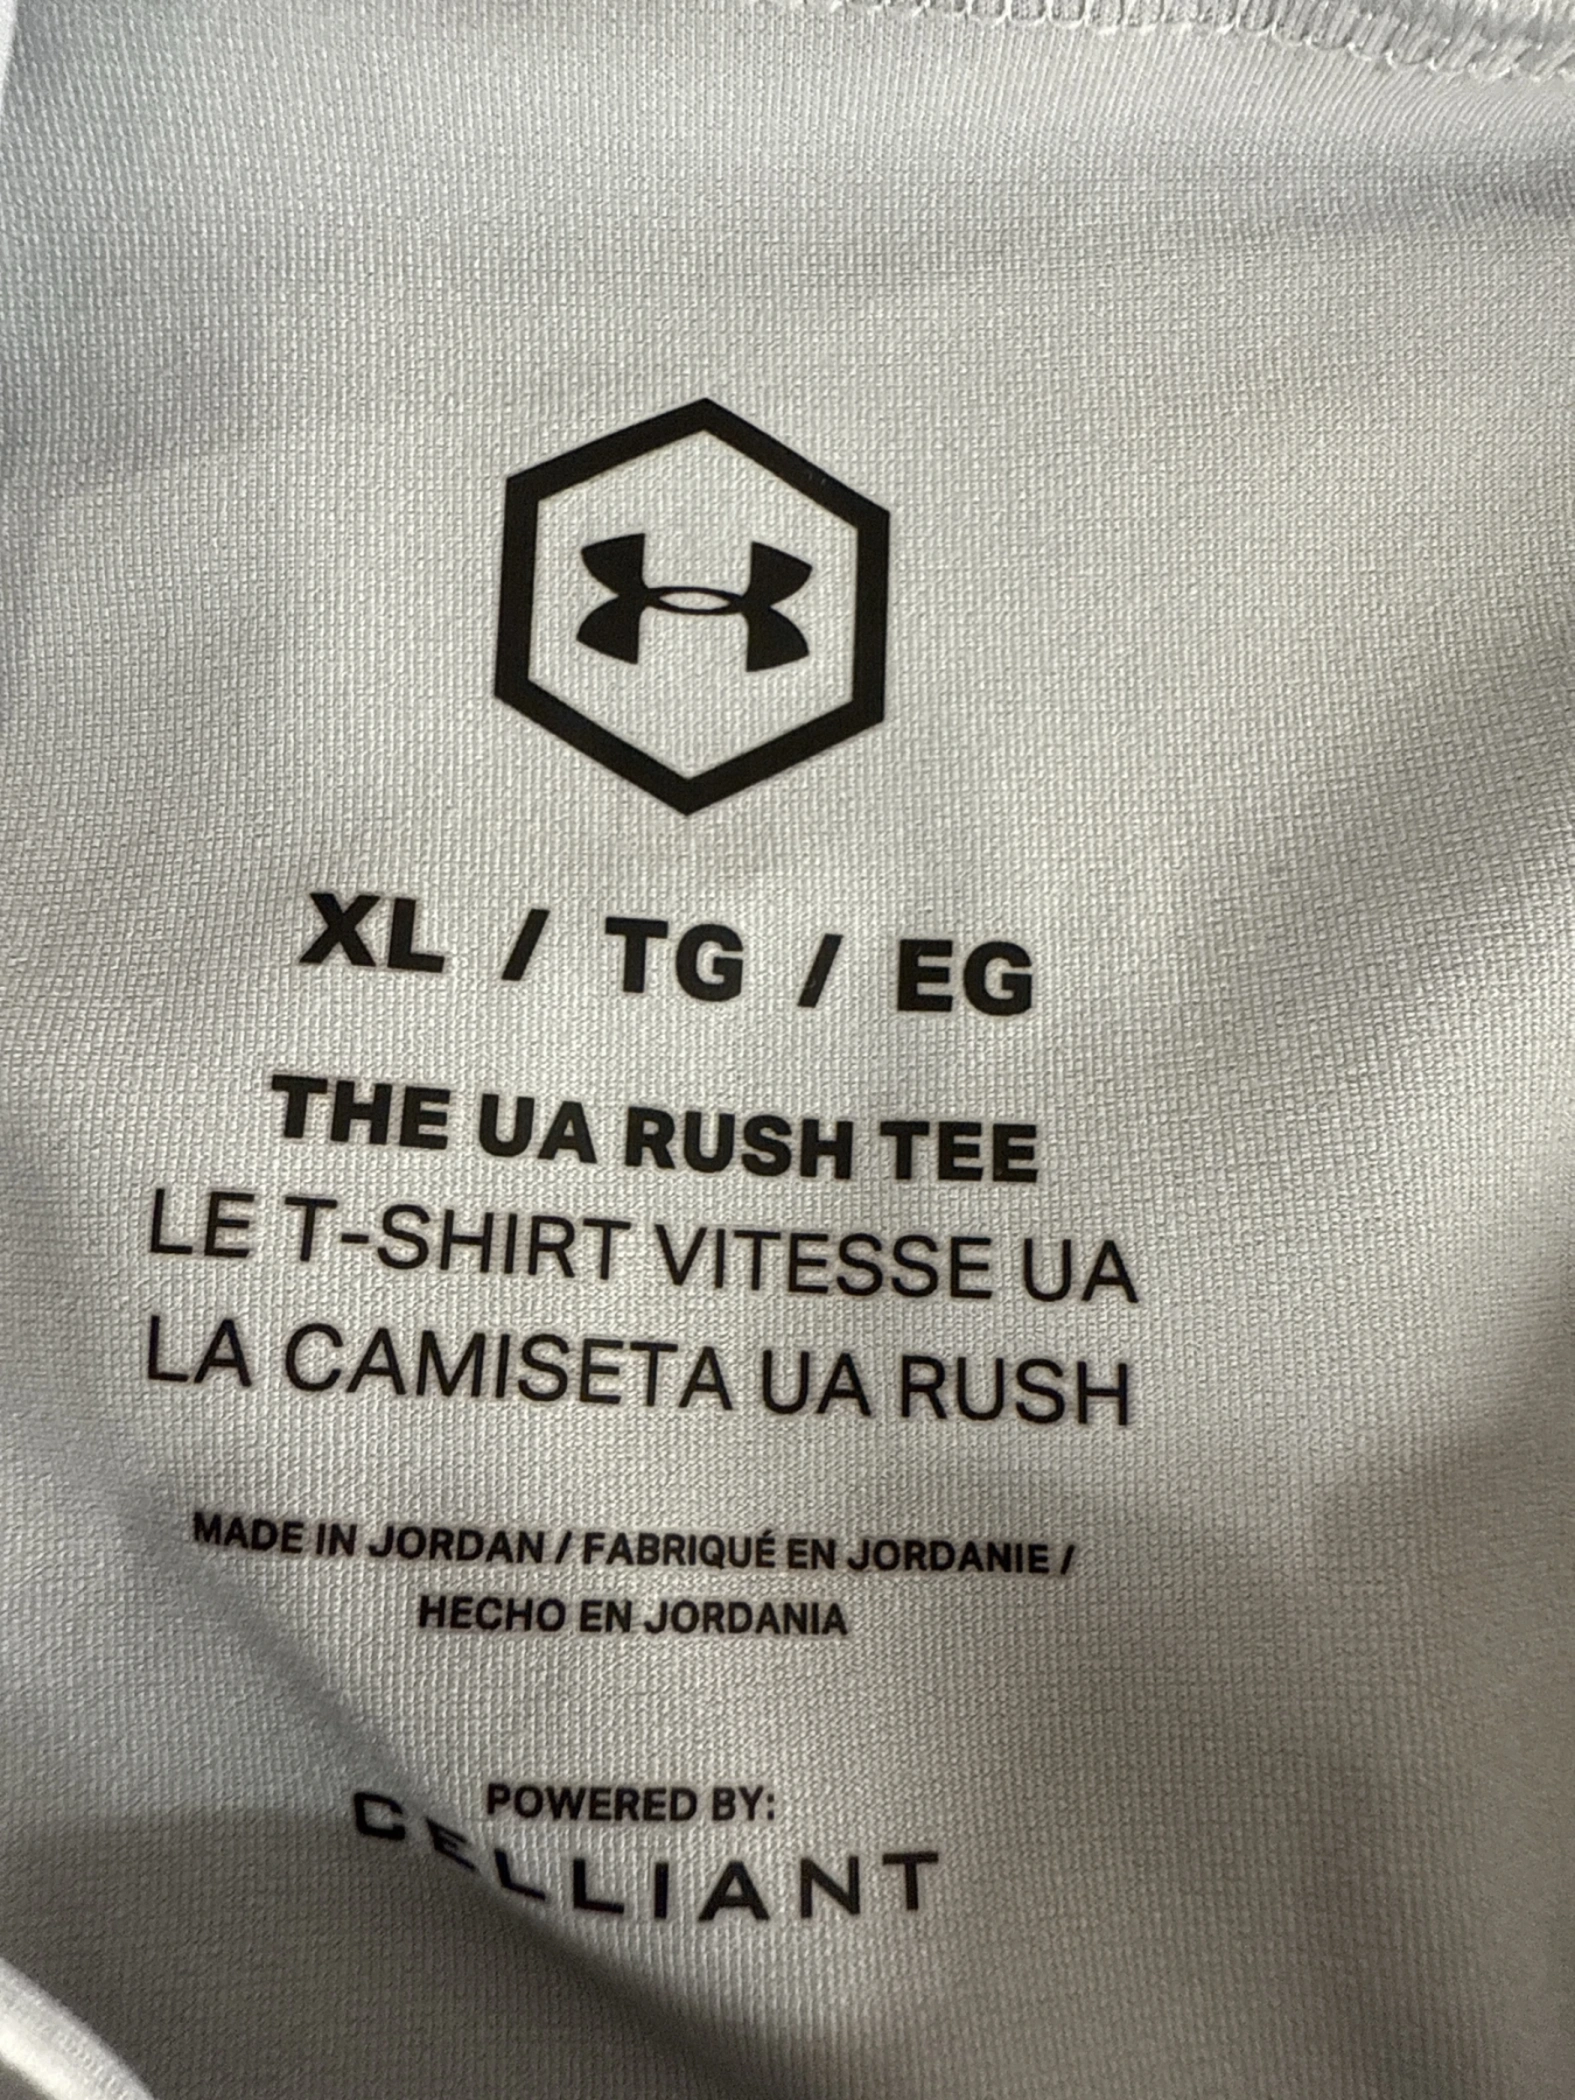 XL / TG / EG
THE UA RUSH TEE
LE T-SHIRT VITESSE UA
LA CAMISETA UA RUSH
MADE IN JORDAN / FABRIQUÉ EN JORDANIE /
HECHO EN JORDANIA
POWERED BY:
CELLIANT